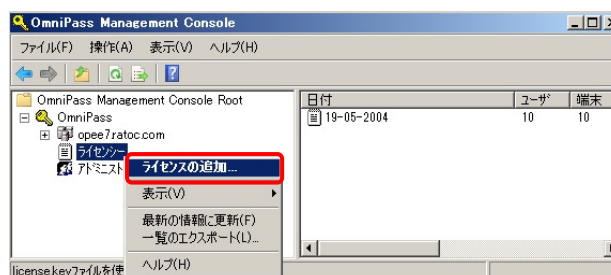 OmniPass Management Console
ファイル(F) 操作(A) 表示(V) ヘルプ(H)
OmniPass Management Console Root
OmniPass
opee7.ratoc.com
ライセンシー
アドミニスト
ライセンスの追加...
表示(V)
最新の情報に更新(F)
一覧のエクスポート(L)...
ヘルプ(H)
日付 ユーザ 端末
19-05-2004 10 10
license.keyファイルを使